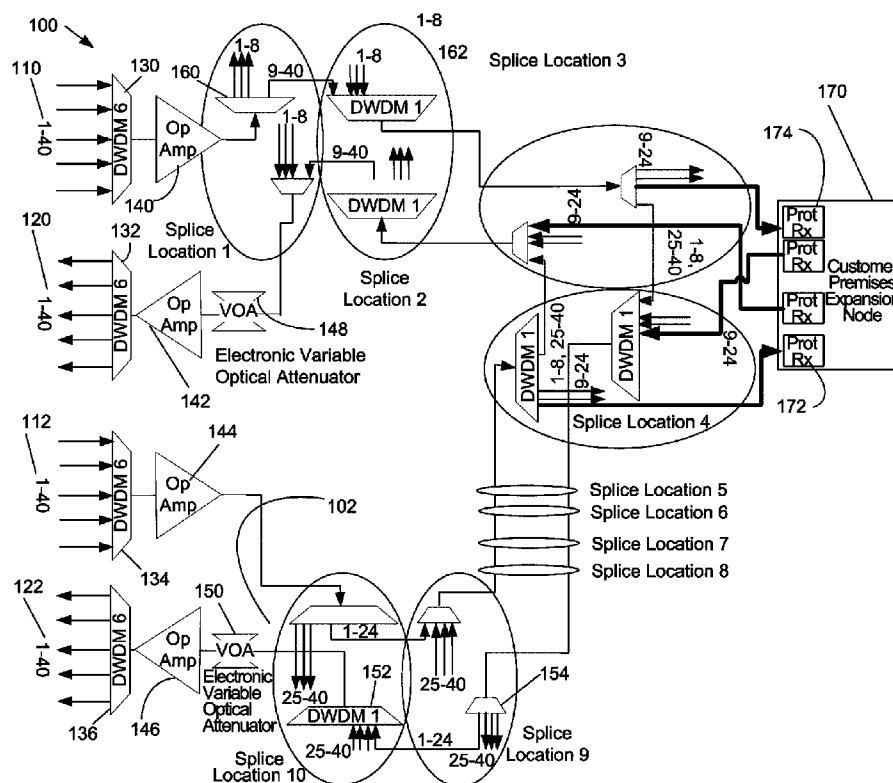 100
110
1-40
130
DWDM 6
Op
Amp
140
160
1-8
9-40
1-8
9-40
Splice
Location 1
1-8
162
1-8
DWDM 1
DWDM 1
Splice
Location 2
Splice Location 3
9-24
9-24
1-8,
25-40
170
174
Prot
Rx
Prot
Rx
Prot
Rx
Prot
Rx
Customer
Premises
Expansion
Node
172
120
1-40
132
DWDM 6
Op
Amp
142
VOA
148
Electronic Variable
Optical Attenuator
DWDM 1
1-8, 25-40
9-24
DWDM 1
9-24
Splice Location 4
112
1-40
DWDM 6
134
Op
Amp
144
102
Splice Location 5
Splice Location 6
Splice Location 7
Splice Location 8
122
1-40
DWDM 6
136
Op
Amp
146
150
VOA
Electronic
Variable
Optical
Attenuator
1-24
25-40
152
DWDM 1
25-40
1-24
Splice
Location 10
25-40
154
25-40
Splice
Location 9